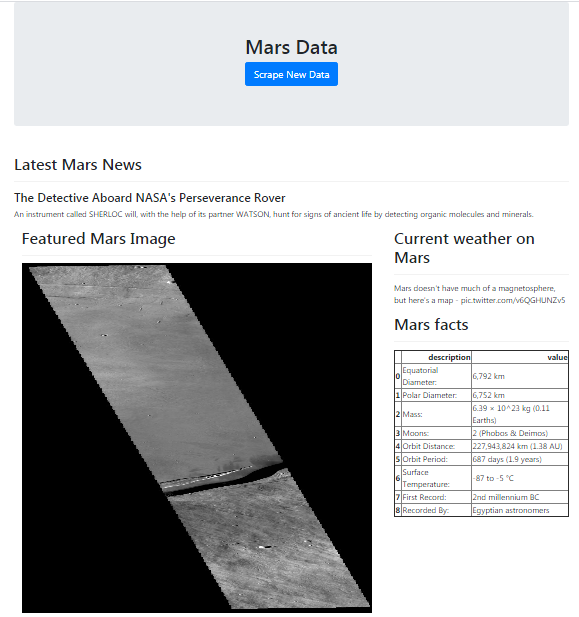 Mars Data
Scrape New Data
Latest Mars News
The Detective Aboard NASA's Perseverance Rover
An instrument called SHERLOC will, with the help of its partner WATSON, hunt for signs of ancient life by detecting organic molecules and minerals.
Featured Mars Image
Current weather on
Mars
Mars doesn't have much of a magnetosphere,
but here's a map - pic.twitter.com/v6QGHUNZv5
Mars facts
description value
0 Equatorial
Diameter: 6,792 km
1 Polar Diameter: 6,752 km
2 Mass: 6.39 × 10^23 kg (0.11
Earths)
3 Moons: 2 (Phobos & Deimos)
4 Orbit Distance: 227,943,824 km (1.38 AU)
5 Orbit Period: 687 days (1.9 years)
6 Surface
Temperature: -87 to -5 °C
7 First Record: 2nd millennium BC
8 Recorded By: Egyptian astronomers